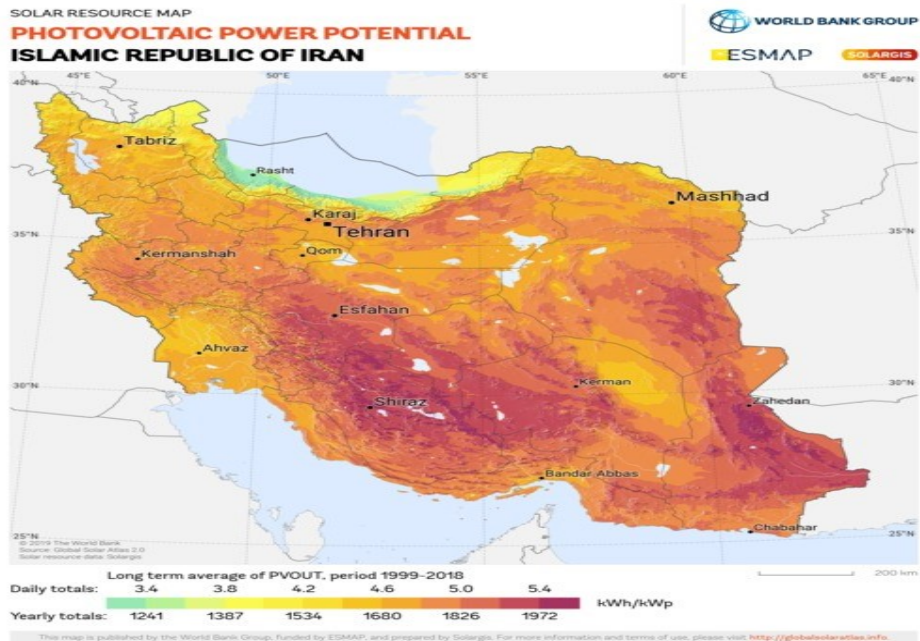 SOLAR RESOURCE MAP
PHOTOVOLTAIC POWER POTENTIAL
ISLAMIC REPUBLIC OF IRAN
WORLD BANK GROUP
ESMAP
SOLARGIS
45°E 50°E 55°E 60°E 65°E
40°N 40°N
Tabriz
Rasht
Mashhad
Karaj
Tehran
35°N 35°N
Qom
Kermanshah
Esfahan
Ahvaz
30°N 30°N
Kerman
Shiraz
Zahedan
Bandar Abbas
Chabahar
25°N 25°N
© 2019 The World Bank
Source: Global Solar Atlas 2.0
Solar resource data: Solargis
200 km
Long term average of PVOUT, period 1999-2018
Daily totals: 3.4 3.8 4.2 4.6 5.0 5.4
kWh/kWp
Yearly totals: 1241 1387 1534 1680 1826 1972
This map is published by the World Bank Group, funded by ESMAP, and prepared by Solargis. For more information and terms of use, please visit http://globalsolaratlas.info.